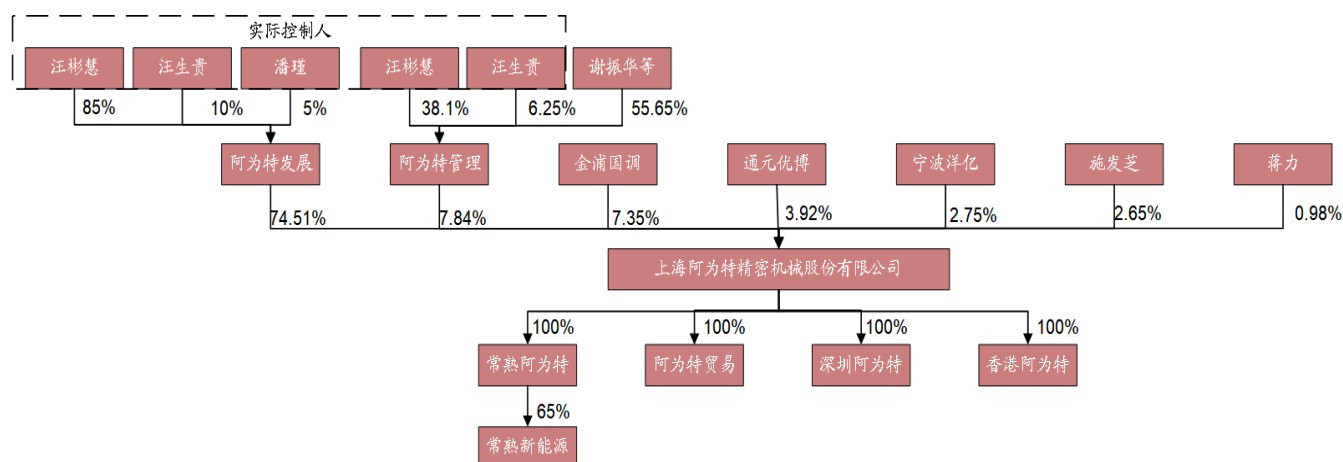 实际控制人
汪彬慧
汪生贵
潘瑾
汪彬慧
汪生贵
谢振华等
85%
10%
5%
38.1%
6.25%
55.65%
阿为特发展
阿为特管理
金浦国调
通元优博
宁波洋亿
施发芝
蒋力
74.51%
7.84%
7.35%
3.92%
2.75%
2.65%
0.98%
上海阿为特精密机械股份有限公司
100%
100%
100%
100%
常熟阿为特
阿为特贸易
深圳阿为特
香港阿为特
65%
常熟新能源